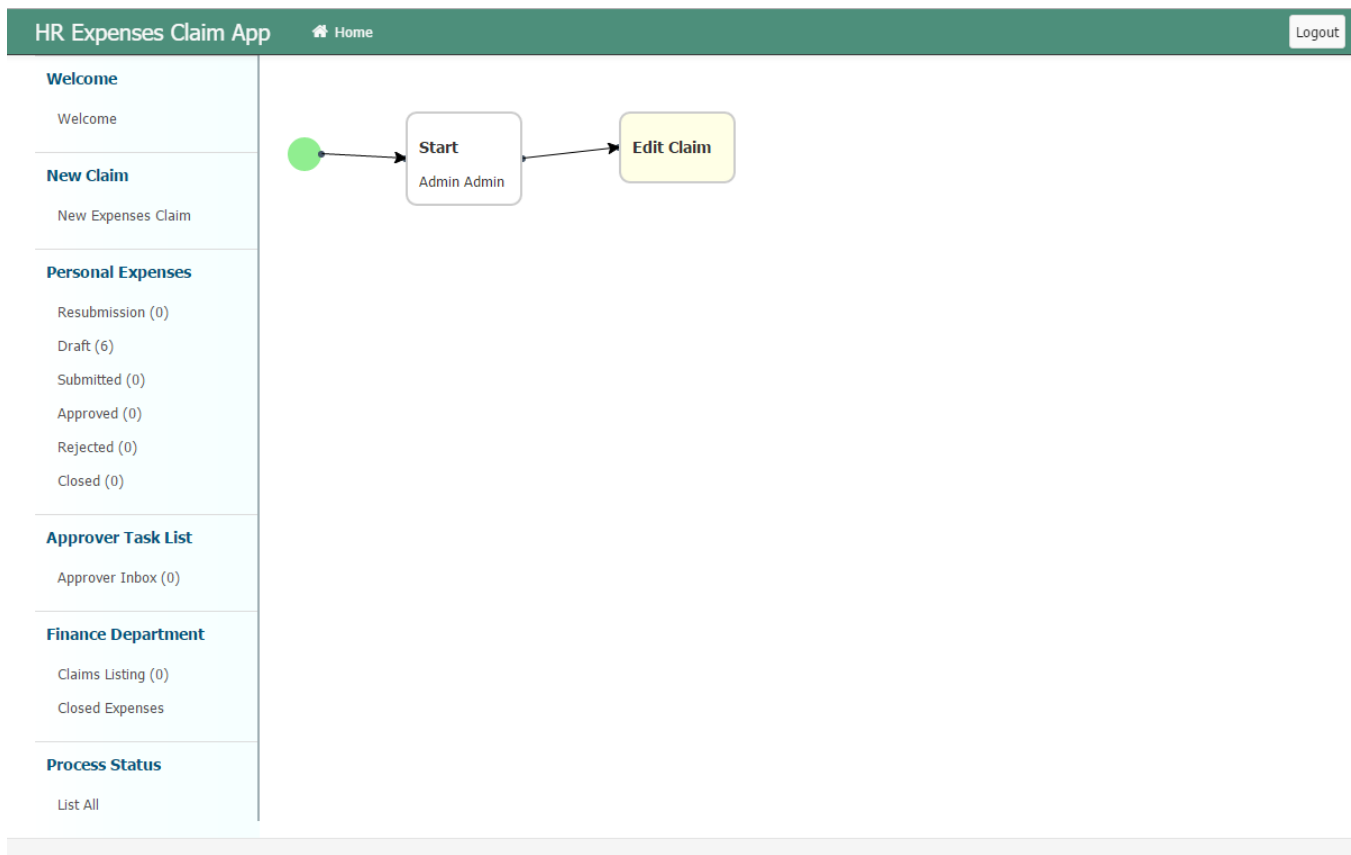 HR Expenses Claim App
Home
Logout
Welcome
Welcome
New Claim
New Expenses Claim
Personal Expenses
Resubmission (0)
Draft (6)
Submitted (0)
Approved (0)
Rejected (0)
Closed (0)
Approver Task List
Approver Inbox (0)
Finance Department
Claims Listing (0)
Closed Expenses
Process Status
List All
Start
Admin Admin
Edit Claim